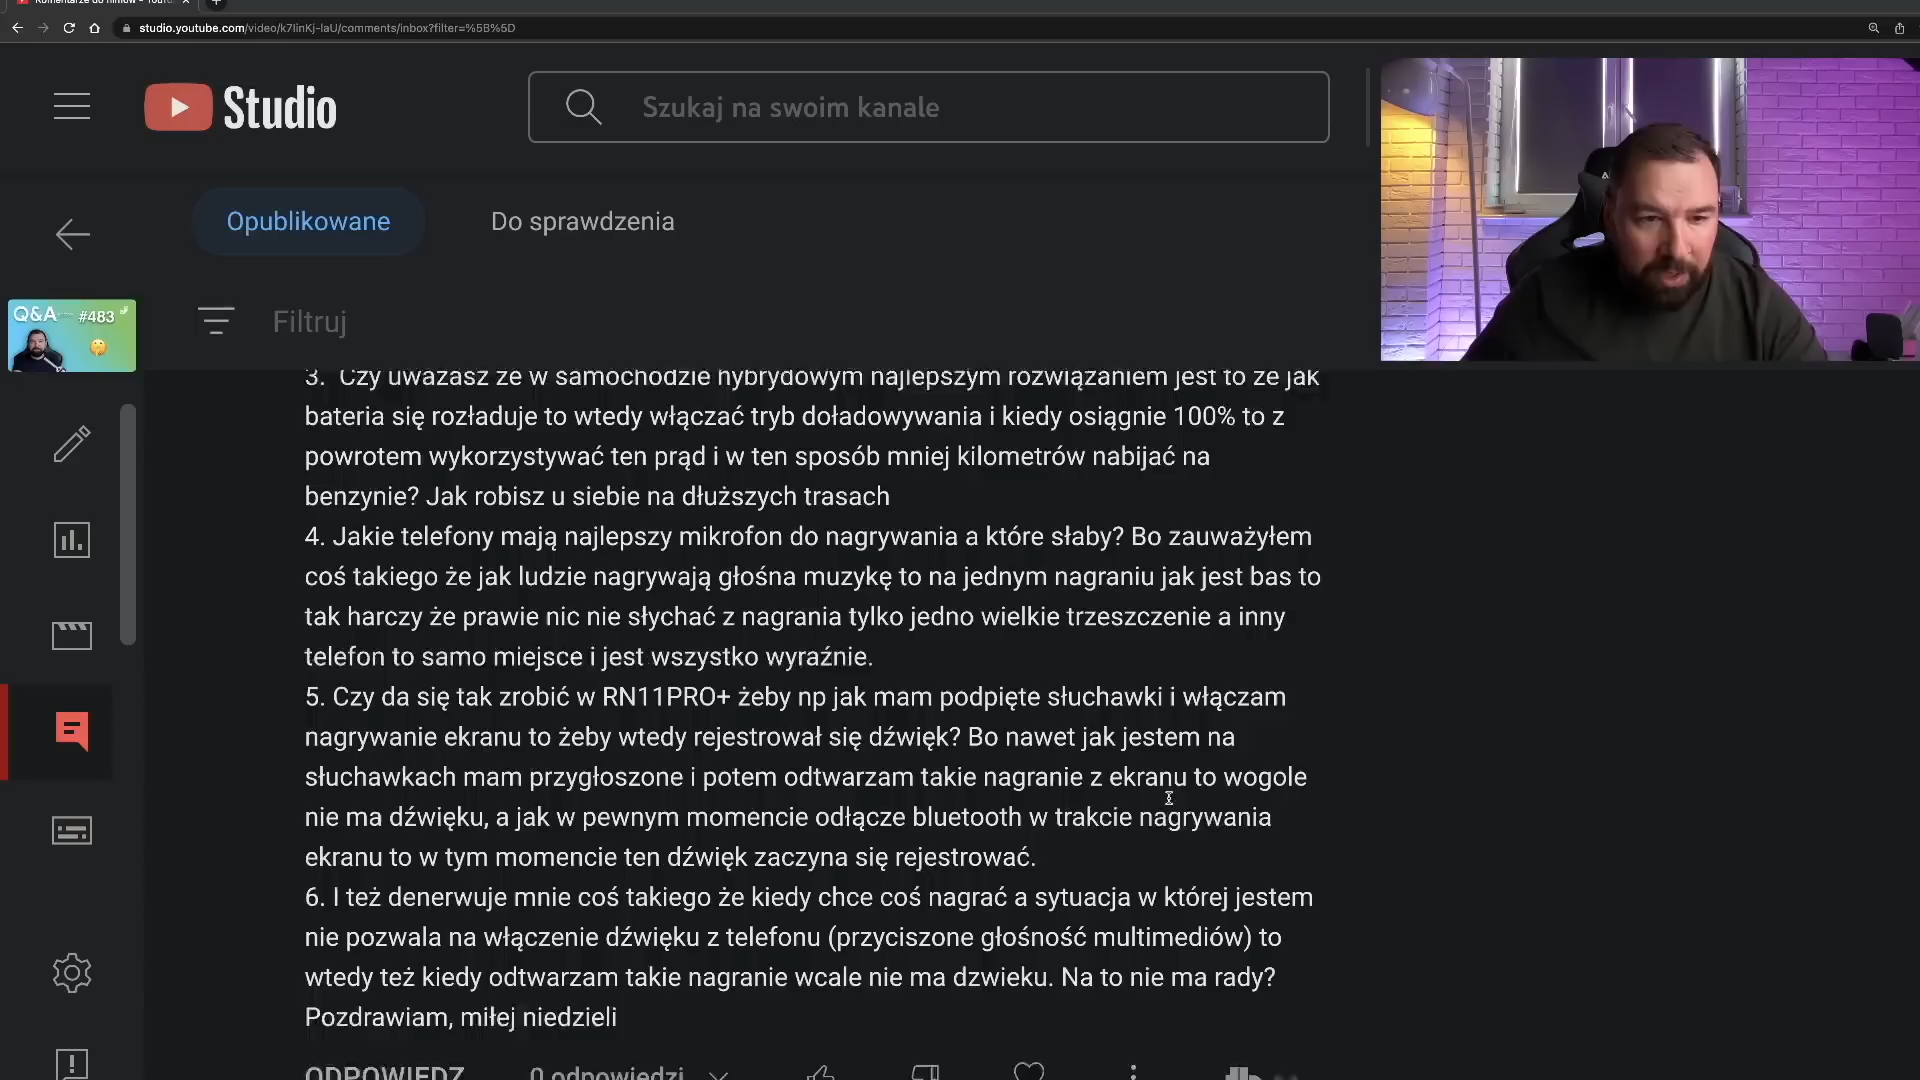 Komentarze do filmów - YouTu
studio.youtube.com/video/k7IinKj-laU/comments/inbox?filter=%5B%5D
Studio
Szukaj na swoim kanale
Opublikowane
Do sprawdzenia
Q&A #483
Filtruj
3. Czy uważasz że w samochodzie hybrydowym najlepszym rozwiązaniem jest to że jak
bateria się rozładuje to wtedy włączać tryb doładowywania i kiedy osiągnie 100% to z
powrotem wykorzystywać ten prąd i w ten sposób mniej kilometrów nabijać na
benzynie? Jak robisz u siebie na dłuższych trasach
4. Jakie telefony mają najlepszy mikrofon do nagrywania a które słaby? Bo zauważyłem
coś takiego że jak ludzie nagrywają głośna muzykę to na jednym nagraniu jak jest bas to
tak harczy że prawie nic nie słychać z nagrania tylko jedno wielkie trzeszczenie a inny
telefon to samo miejsce i jest wszystko wyraźnie.
5. Czy da się tak zrobić w RN11PRO+ żeby np jak mam podpięte słuchawki i włączam
nagrywanie ekranu to żeby wtedy rejestrował się dźwięk? Bo nawet jak jestem na
słuchawkach mam przygłoszone i potem odtwarzam takie nagranie z ekranu to wogole
nie ma dźwięku, a jak w pewnym momencie odłącze bluetooth w trakcie nagrywania
ekranu to w tym momencie ten dźwięk zaczyna się rejestrować.
6. I też denerwuje mnie coś takiego że kiedy chce coś nagrać a sytuacja w której jestem
nie pozwala na włączenie dźwięku z telefonu (przyciszone głośność multimediów) to
wtedy też kiedy odtwarzam takie nagranie wcale nie ma dzwieku. Na to nie ma rady?
Pozdrawiam, miłej niedzieli
ODPOWIEDZ
0 odpowiedzi